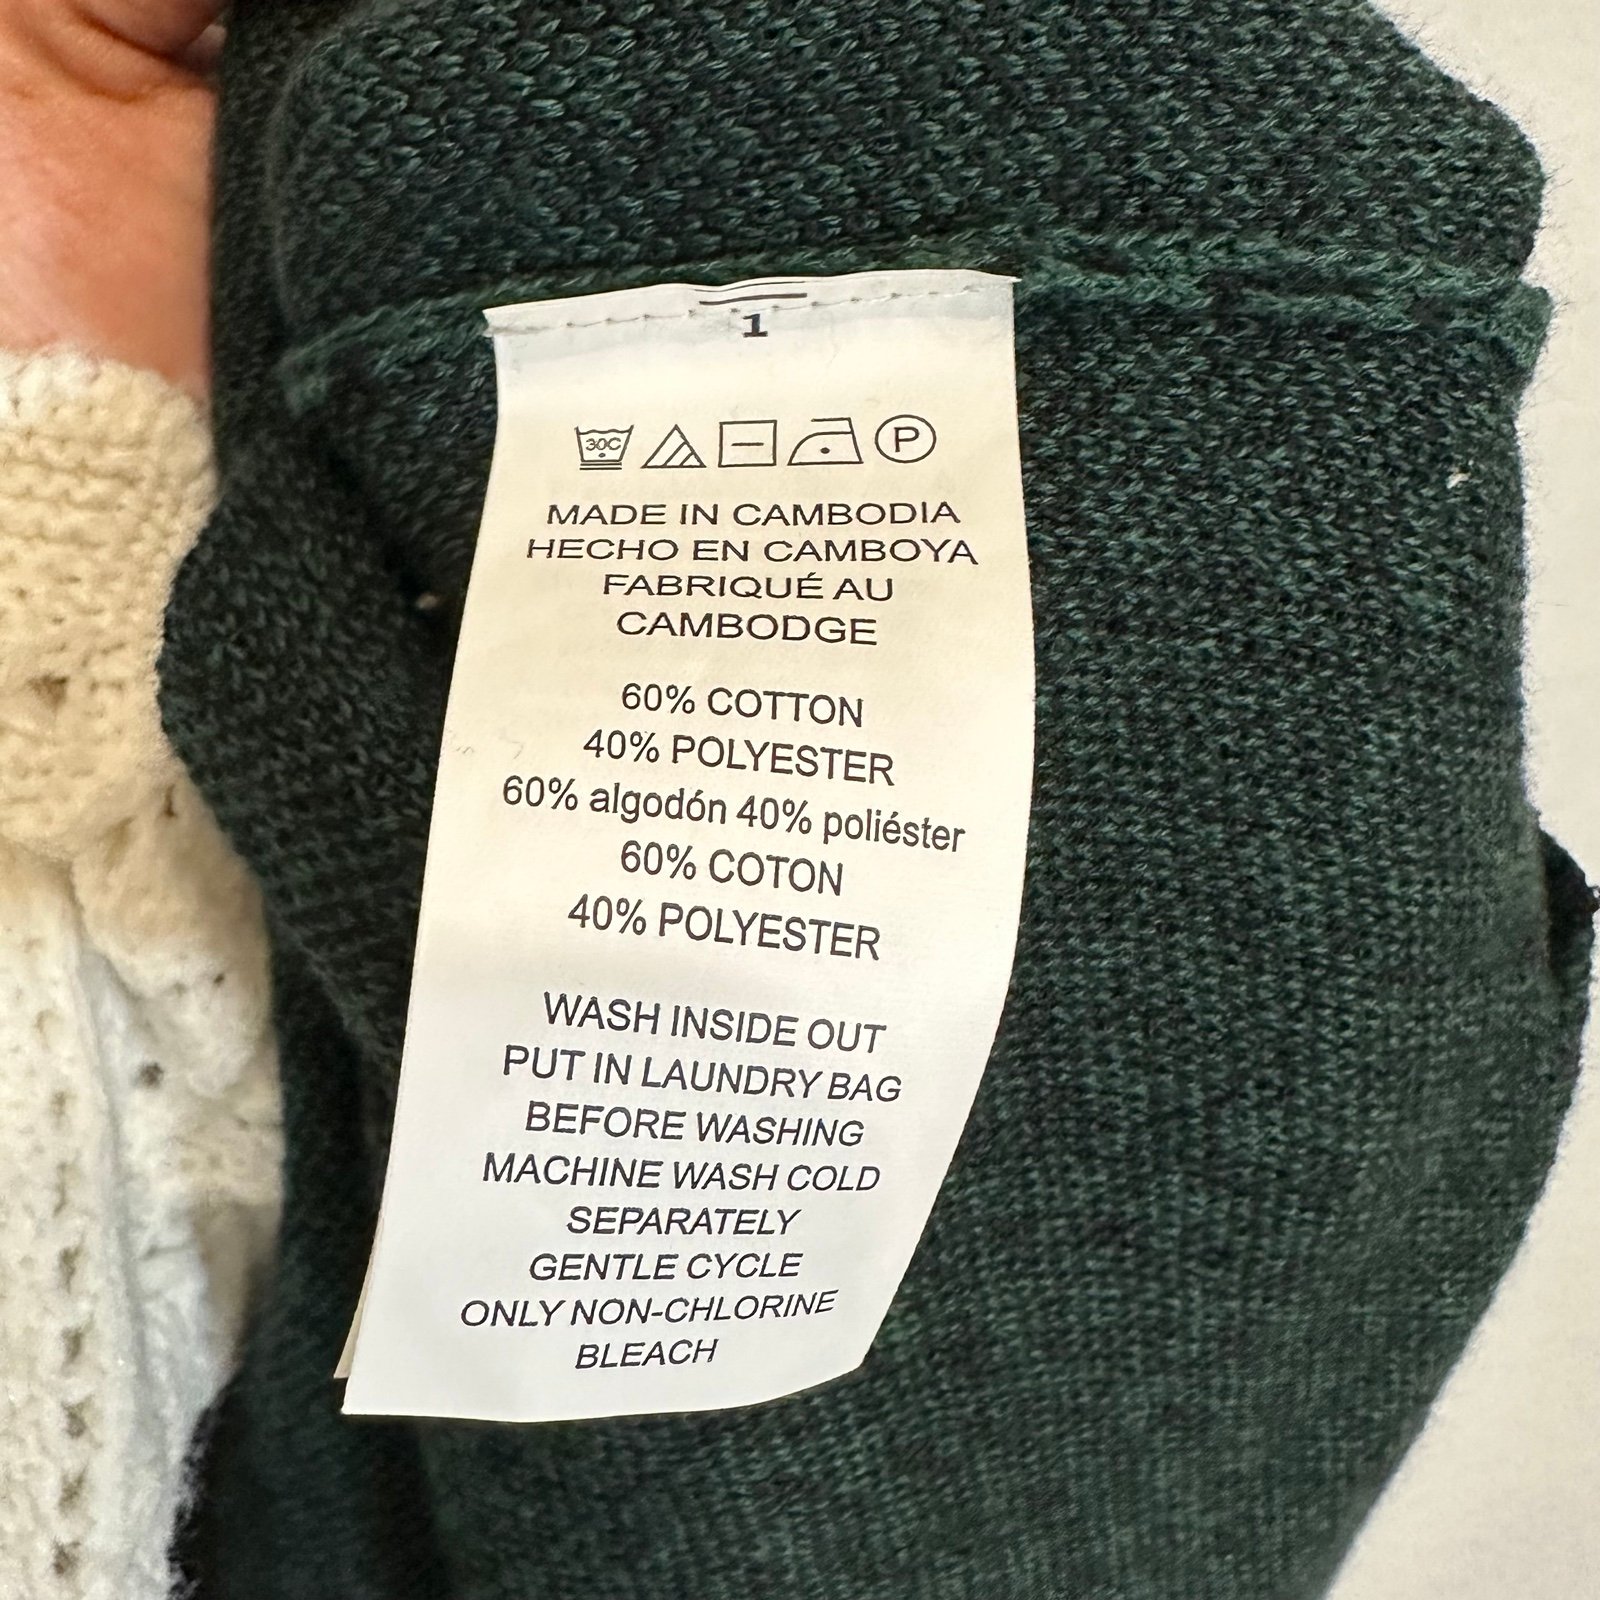 1
30C P
MADE IN CAMBODIA
HECHO EN CAMBOYA
FABRIQUÉ AU
CAMBODGE
60% COTTON
40% POLYESTER
60% algodón 40% poliéster
60% COTON
40% POLYESTER
WASH INSIDE OUT
PUT IN LAUNDRY BAG
BEFORE WASHING
MACHINE WASH COLD
SEPARATELY
GENTLE CYCLE
ONLY NON-CHLORINE
BLEACH